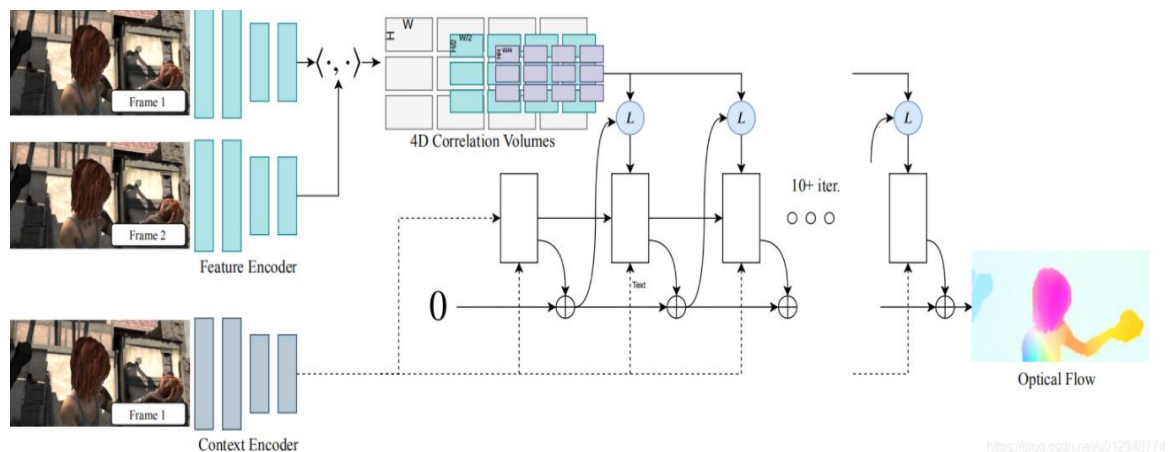 Frame 1
⟨·, ·⟩
H
W
H/2
W/2
H/4
W/4
L
L
L
4D Correlation Volumes
Frame 2
10+ iter.
Feature Encoder
Text
0
Frame 1
Optical Flow
Context Encoder
https://blog.csdn.net/u012348774